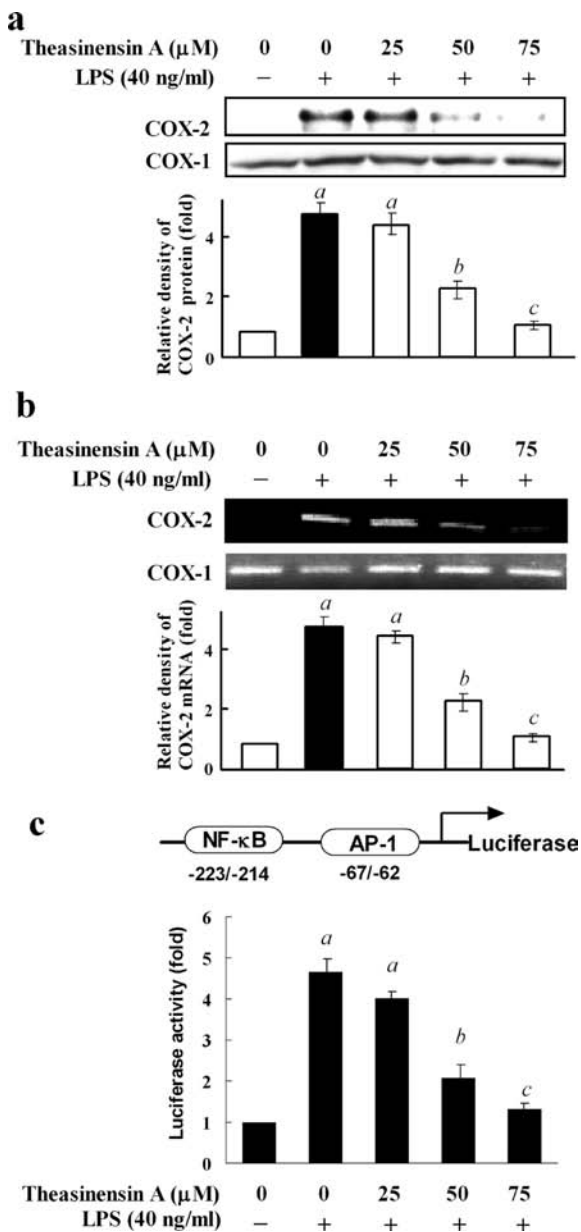 a
Theasinensin A (μM) 0 0 25 50 75
LPS (40 ng/ml) – + + + +
COX-2
COX-1
Relative density of
COX-2 protein (fold)
4
2
0
a a b c
b
Theasinensin A (μM) 0 0 25 50 75
LPS (40 ng/ml) – + + + +
COX-2
COX-1
Relative density of
COX-2 mRNA (fold)
4
2
0
a a b c
c
NF-κB AP-1 Luciferase
-223/-214 -67/-62
Luciferase activity (fold)
6
5
4
3
2
1
0
a a b c
Theasinensin A (μM) 0 0 25 50 75
LPS (40 ng/ml) – + + + +